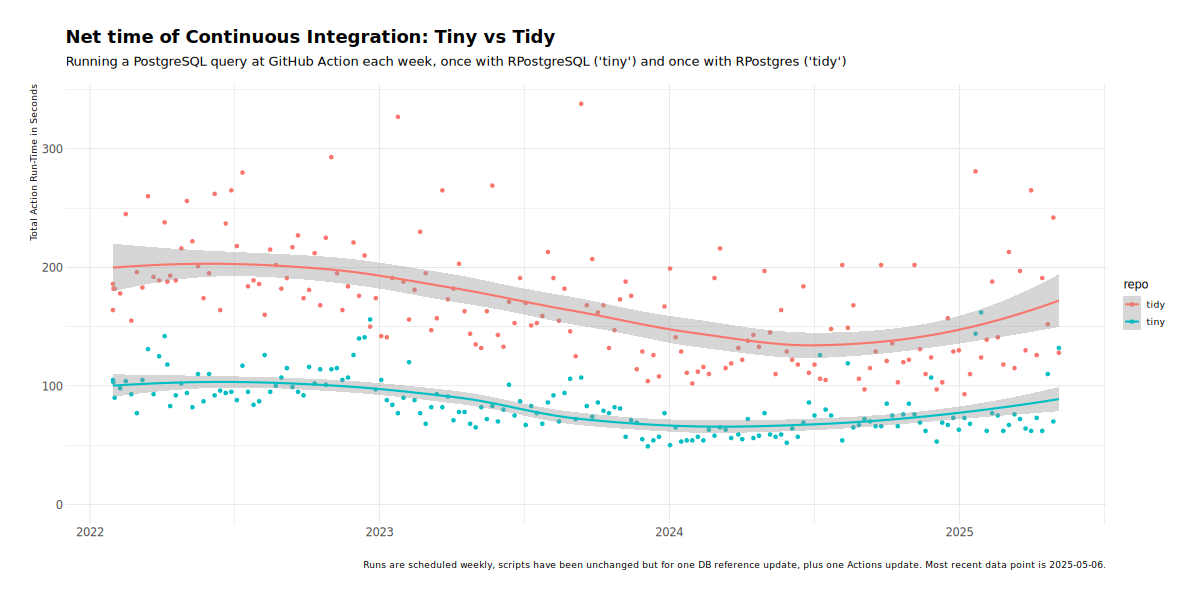 Net time of Continuous Integration: Tiny vs Tidy
Running a PostgreSQL query at GitHub Action each week, once with RPostgreSQL ('tiny') and once with RPostgres ('tidy')
Total Action Run-Time in Seconds
300
200
100
0
2022
2023
2024
2025
repo
tidy
tiny
Runs are scheduled weekly, scripts have been unchanged but for one DB reference update, plus one Actions update. Most recent data point is 2025-05-06.